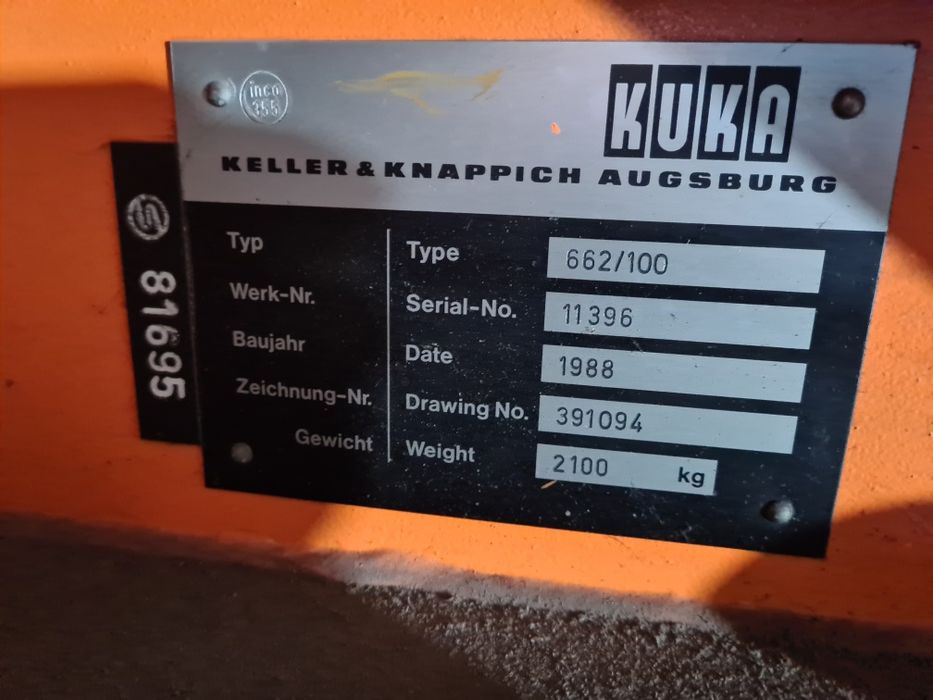 inco
355
KUKA
KELLER & KNAPPICH AUGSBURG
Typ Type 662/100
Werk-Nr. Serial-No. 11396
Baujahr Date 1988
Zeichnung-Nr. Drawing No. 391094
Gewicht Weight 2100 kg
81695